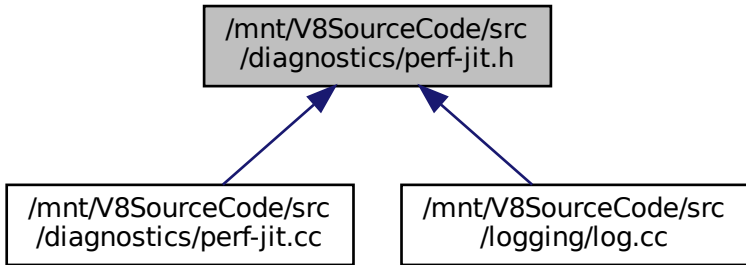 /mnt/V8SourceCode/src
/diagnostics/perf-jit.h
/mnt/V8SourceCode/src
/diagnostics/perf-jit.cc
/mnt/V8SourceCode/src
/logging/log.cc